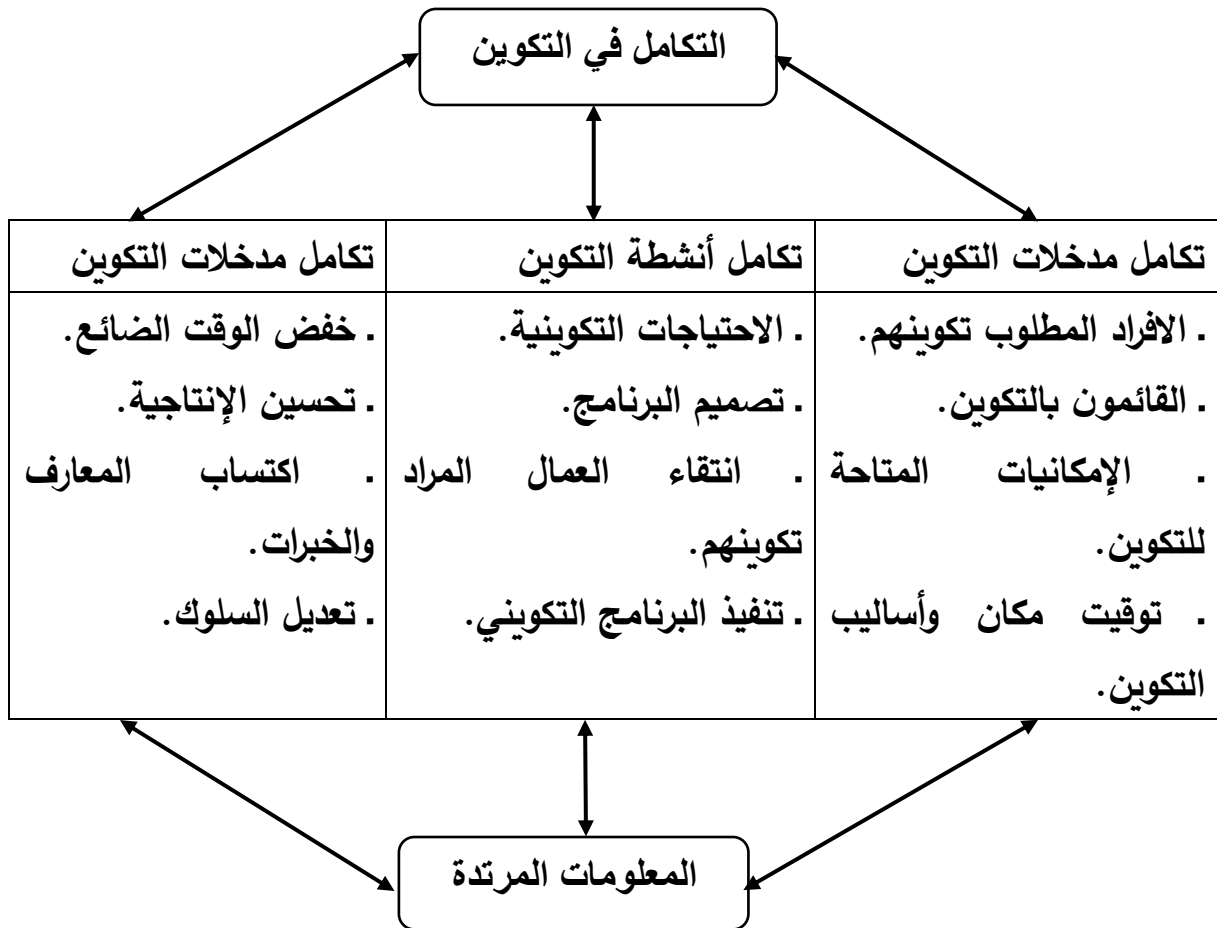 التكامل في التكوين
تكامل مدخلات التكوين
. الافراد المطلوب تكوينهم.
. القائمون بالتكوين.
. الإمكانيات المتاحة
للتكوين.
. توقيت مكان وأساليب
التكوين.
تكامل أنشطة التكوين
. الاحتياجات التكوينية.
. تصميم البرنامج.
. انتقاء العمال المراد
تكوينهم.
. تنفيذ البرنامج التكويني.
تكامل مدخلات التكوين
. خفض الوقت الضائع.
. تحسين الإنتاجية.
. اكتساب المعارف
والخبرات.
. تعديل السلوك.
المعلومات المرتدة